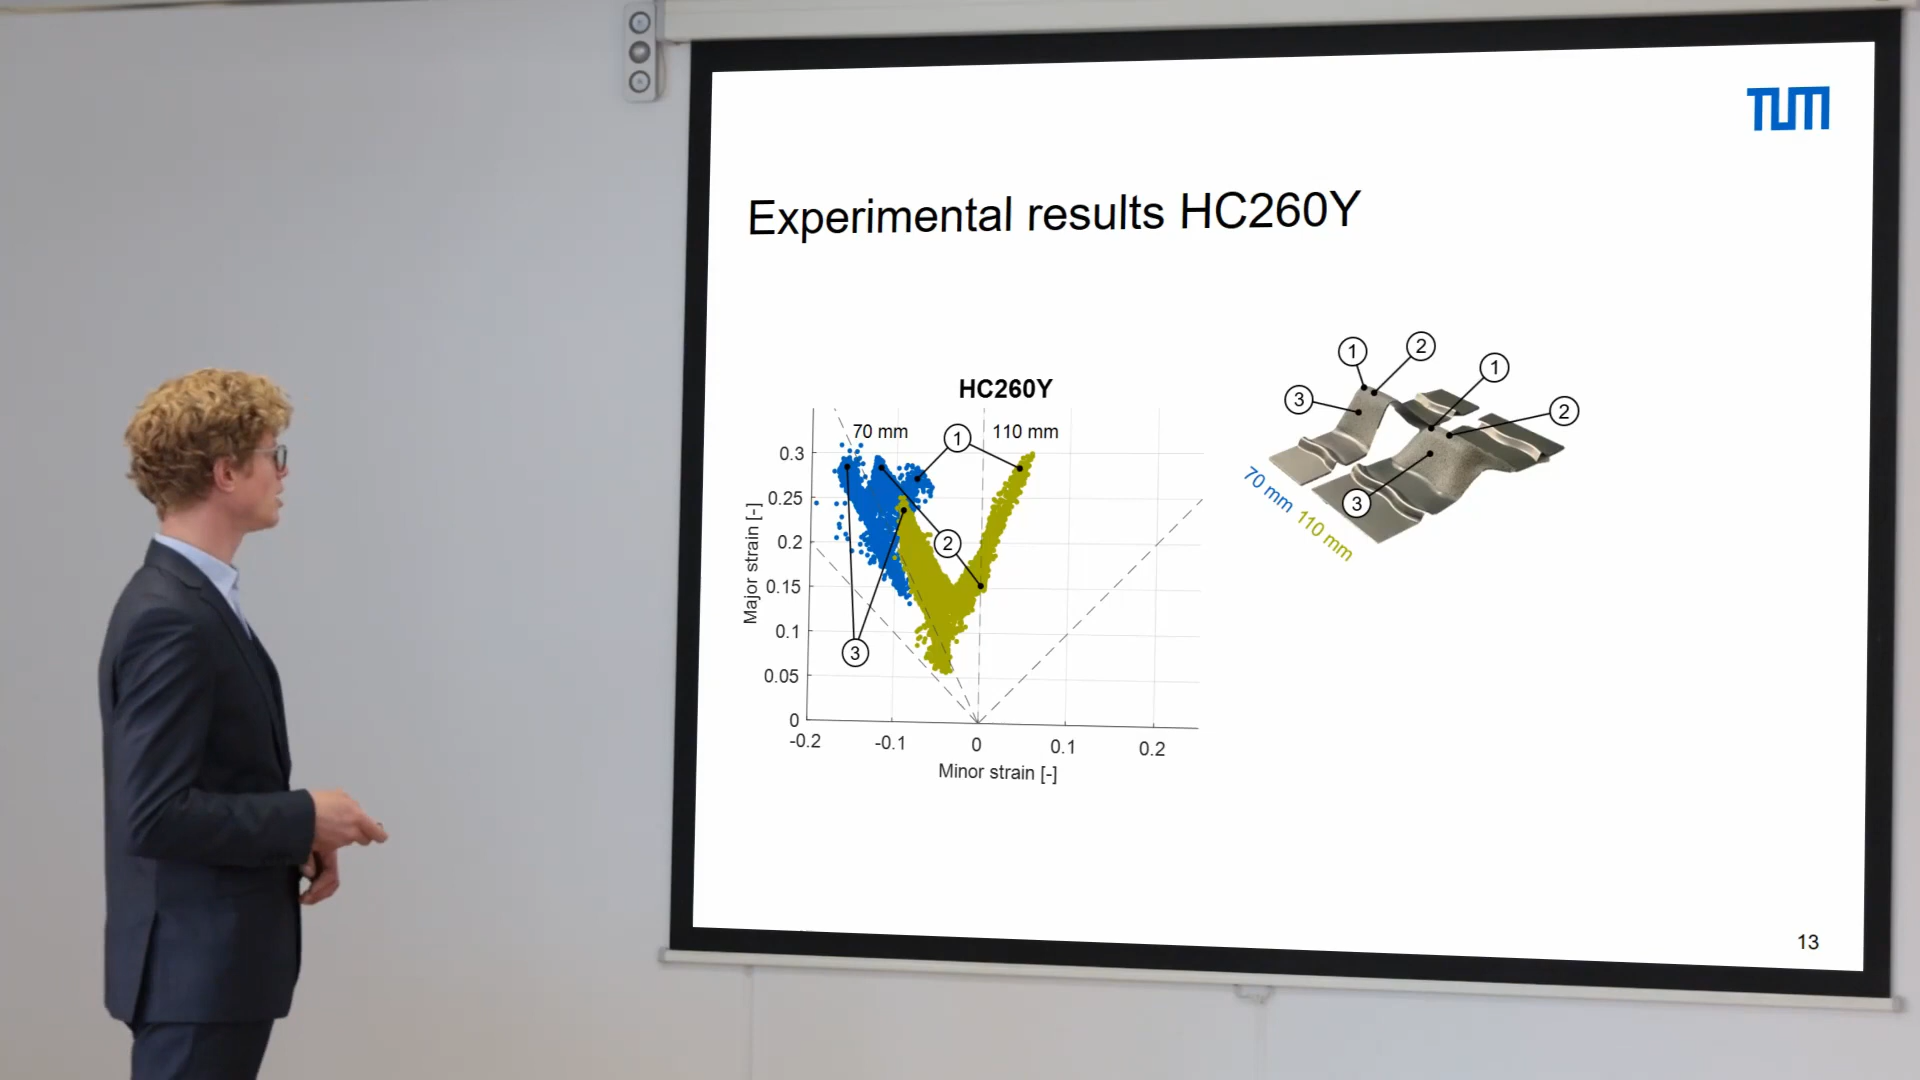 TUM
Experimental results HC260Y
HC260Y
70 mm
110 mm
1
2
3
0.3
0.25
0.2
0.15
0.1
0.05
0
-0.2
-0.1
0
0.1
0.2
Major strain [-]
Minor strain [-]
1
2
1
3
2
3
70 mm
110 mm
13